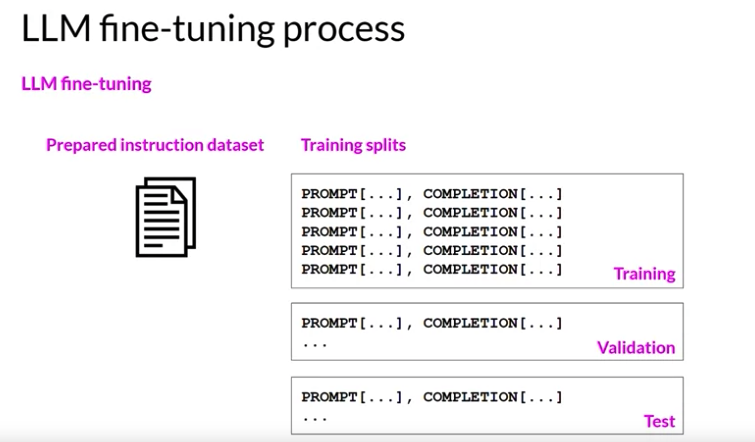 LLM fine-tuning process
LLM fine-tuning
Prepared instruction dataset
Training splits
PROMPT[...], COMPLETION[...]
PROMPT[...], COMPLETION[...]
PROMPT[...], COMPLETION[...]
PROMPT[...], COMPLETION[...]
PROMPT[...], COMPLETION[...]
Training
PROMPT[...], COMPLETION[...]
...
Validation
PROMPT[...], COMPLETION[...]
...
Test